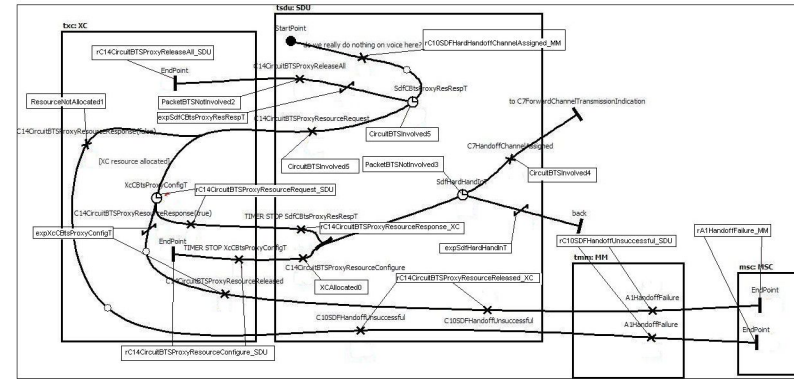 tsdu: SDU
txc: XC
StartPoint
do we really do nothing on voice here?
rC10SDFHardHandoffChannelAssigned_MM
rC14CircuitBTSProxyReleaseAll_SDU
EndPoint
C14CircuitBTSProxyReleaseAll
PacketBTSNotInvolved2
SdfCBtsProxyResRespT
ResourceNotAllocated1
expSdfCBtsProxyResRespT
to C7ForwardChannelTransmissionIndication
C14CircuitBTSProxyResourceRequest
C14CircuitBTSProxyResourceResponse(false)
CircuitBTSInvolved5
C7HandoffChannelAssigned
[XC resource allocated]
CircuitBTSInvolved5
PacketBTSNotInvolved3
CircuitBTSInvolved4
XcCBtsProxyConfigT
SdfHardHandInT
rC14CircuitBTSProxyResourceRequest_SDU
C14CircuitBTSProxyResourceResponse(true)
back
TIMER STOP SdfCBtsProxyResRespT
rC14CircuitBTSProxyResourceResponse_XC
expXcCBtsProxyConfigT
rA1HandoffFailure_MM
EndPoint
rC10SDFHandoffUnsuccessful_SDU
expSdfHardHandInT
TIMER STOP XcCBtsProxyConfigT
tmm: MM
C14CircuitBTSProxyResourceConfigure
msc: MSC
rC14CircuitBTSProxyResourceReleased_XC
C14CircuitBTSProxyResourceReleased
XCAllocated0
EndPoint
A1HandoffFailure
C10SDFHandoffUnsuccessful
C10SDFHandoffUnsuccessful
A1HandoffFailure
EndPoint
rC14CircuitBTSProxyResourceConfigure_SDU